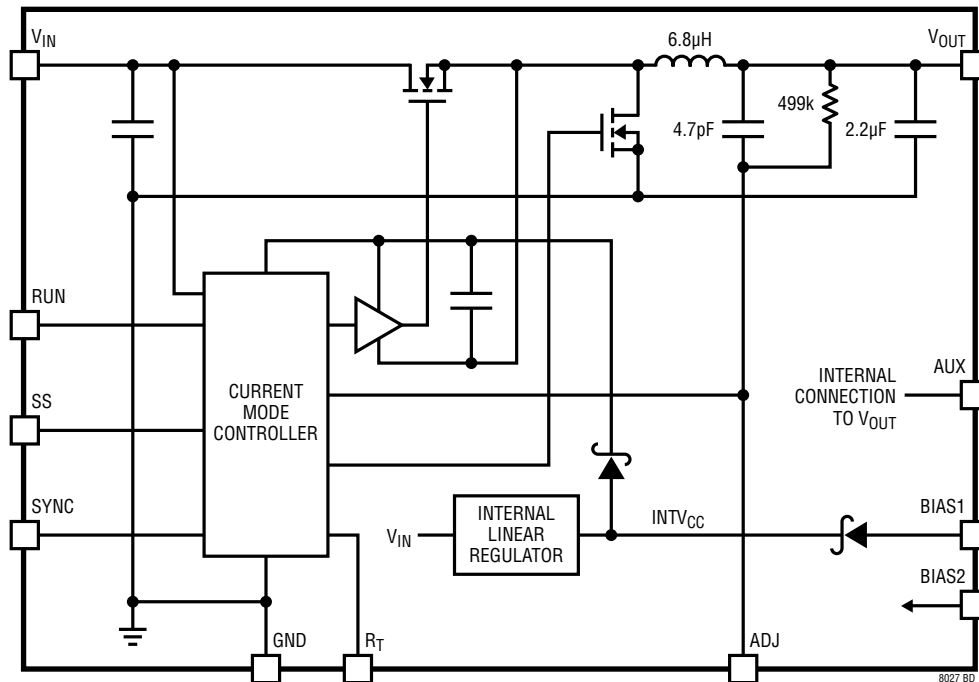 VIN
VOUT
6.8µH
499k
4.7pF
2.2µF
RUN
SS
SYNC
CURRENT
MODE
CONTROLLER
INTERNAL
CONNECTION
TO VOUT
AUX
VIN
INTERNAL
LINEAR
REGULATOR
INTVCC
BIAS1
BIAS2
GND
RT
ADJ
8027 BD